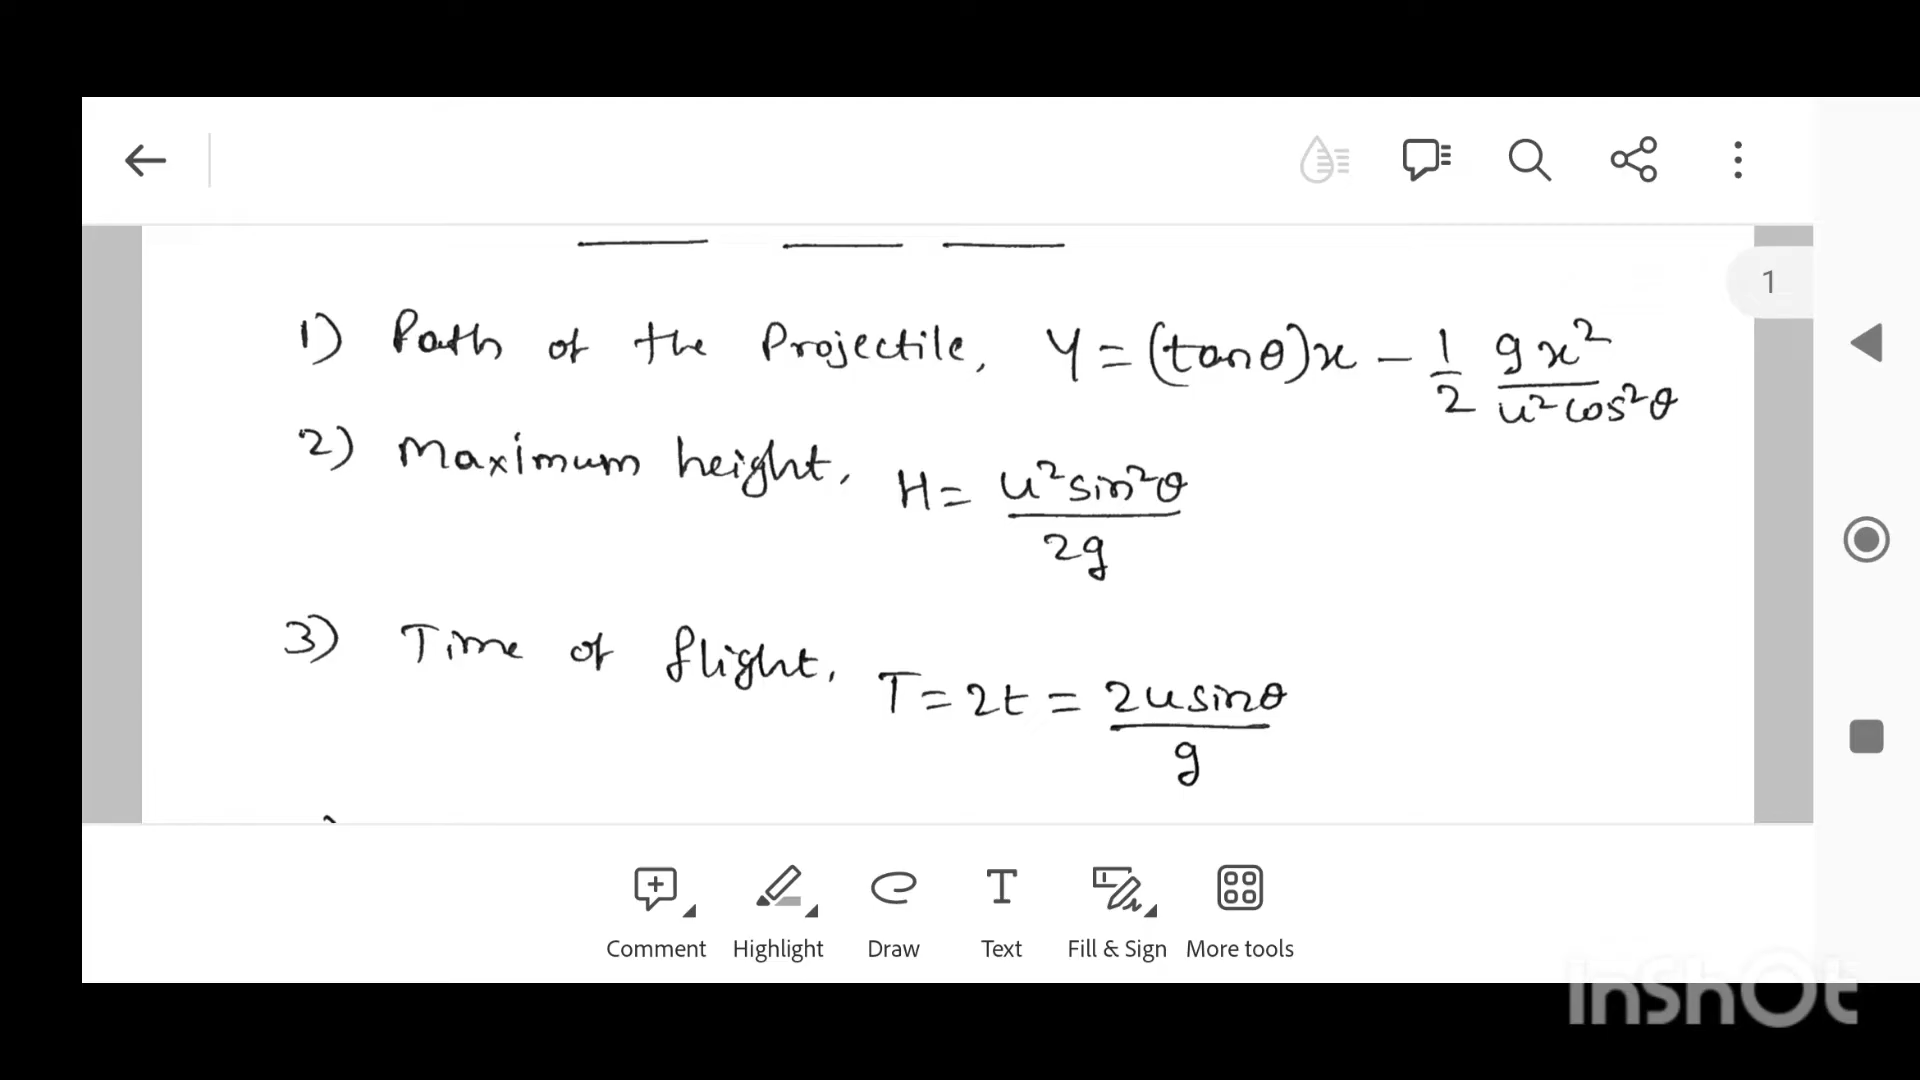 1
1) Path of the Projectile, Y = (tanθ)x − 1/2 gx²/u²cos²θ
2) Maximum height, H = u²sin²θ/2g
3) Time of flight, T = 2t = 2usinθ/g
Comment Highlight Draw Text Fill & Sign More tools
InShOt